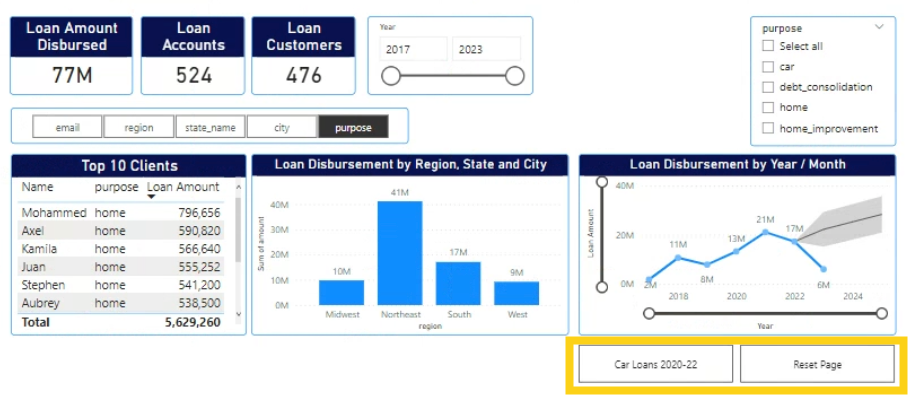 Loan Amount
Disbursed
77M
Loan
Accounts
524
Loan
Customers
476
Year
2017 2023
purpose
Select all
car
debt_consolidation
home
home_improvement
email region state_name city purpose
Top 10 Clients
Name purpose Loan Amount
Mohammed home 796,656
Axel home 590,820
Kamila home 566,640
Juan home 555,252
Stephen home 541,200
Aubrey home 538,500
Total 5,629,260
Loan Disbursement by Region, State and City
Sum of amount
40M
30M
20M
10M
0M
10M
41M
17M
9M
Midwest Northeast South West
region
Loan Disbursement by Year / Month
Loan Amount
40M
20M
0M
2M
11M
8M
13M
21M
17M
6M
2018 2020 2022 2024
Year
Car Loans 2020-22
Reset Page